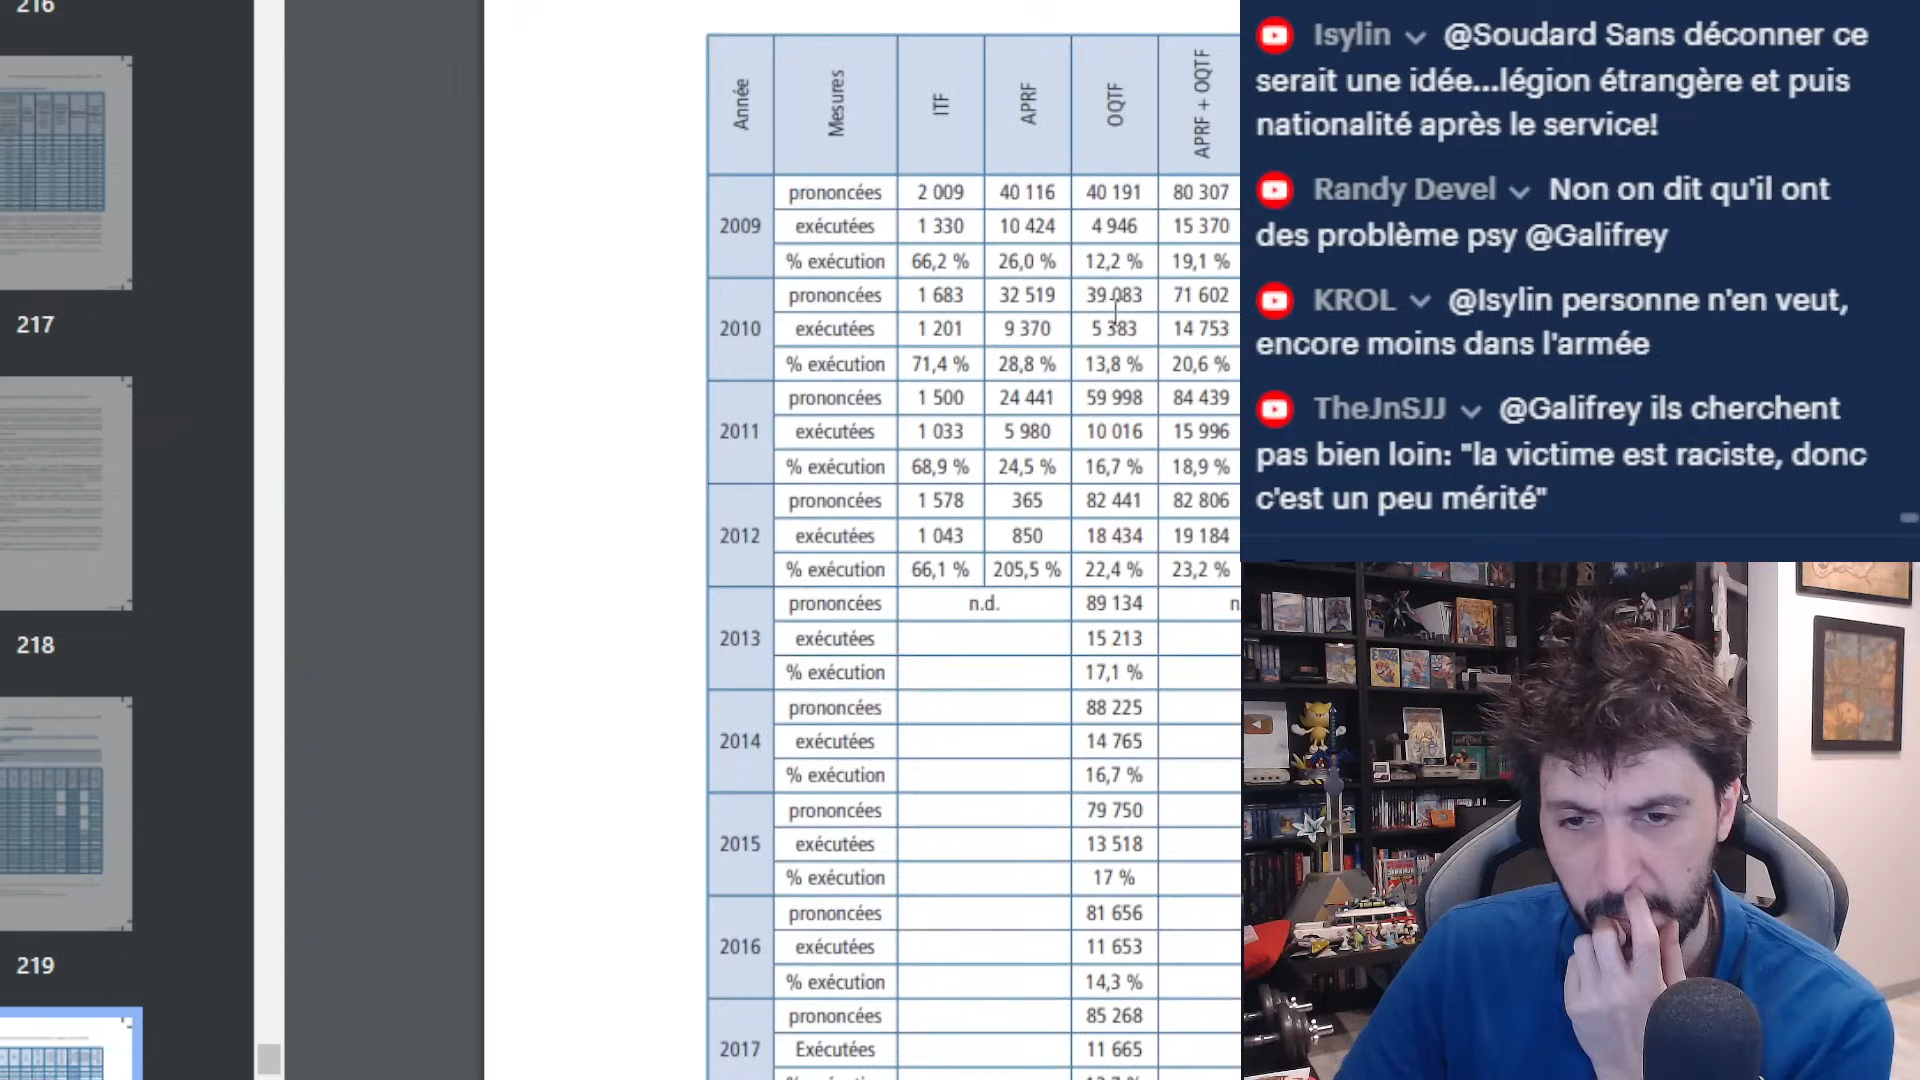 216
217
218
219
Année Mesures ITF APRF OQTF APRF + OQTF
2009 prononcées 2 009 40 116 40 191 80 307
exécutées 1 330 10 424 4 946 15 370
% exécution 66,2 % 26,0 % 12,2 % 19,1 %
2010 prononcées 1 683 32 519 39 083 71 602
exécutées 1 201 9 370 5 383 14 753
% exécution 71,4 % 28,8 % 13,8 % 20,6 %
2011 prononcées 1 500 24 441 59 998 84 439
exécutées 1 033 5 980 10 016 15 996
% exécution 68,9 % 24,5 % 16,7 % 18,9 %
2012 prononcées 1 578 365 82 441 82 806
exécutées 1 043 850 18 434 19 184
% exécution 66,1 % 205,5 % 22,4 % 23,2 %
2013 prononcées n.d. 89 134 n
exécutées 15 213
% exécution 17,1 %
2014 prononcées 88 225
exécutées 14 765
% exécution 16,7 %
2015 prononcées 79 750
exécutées 13 518
% exécution 17 %
2016 prononcées 81 656
exécutées 11 653
% exécution 14,3 %
2017 prononcées 85 268
Exécutées 11 665
Isylin @Soudard Sans déconner ce
serait une idée...légion étrangère et puis
nationalité après le service!
Randy Devel Non on dit qu'il ont
des problème psy @Galifrey
KROL @Isylin personne n'en veut,
encore moins dans l'armée
TheJnSJJ @Galifrey ils cherchent
pas bien loin: "la victime est raciste, donc
c'est un peu mérité"